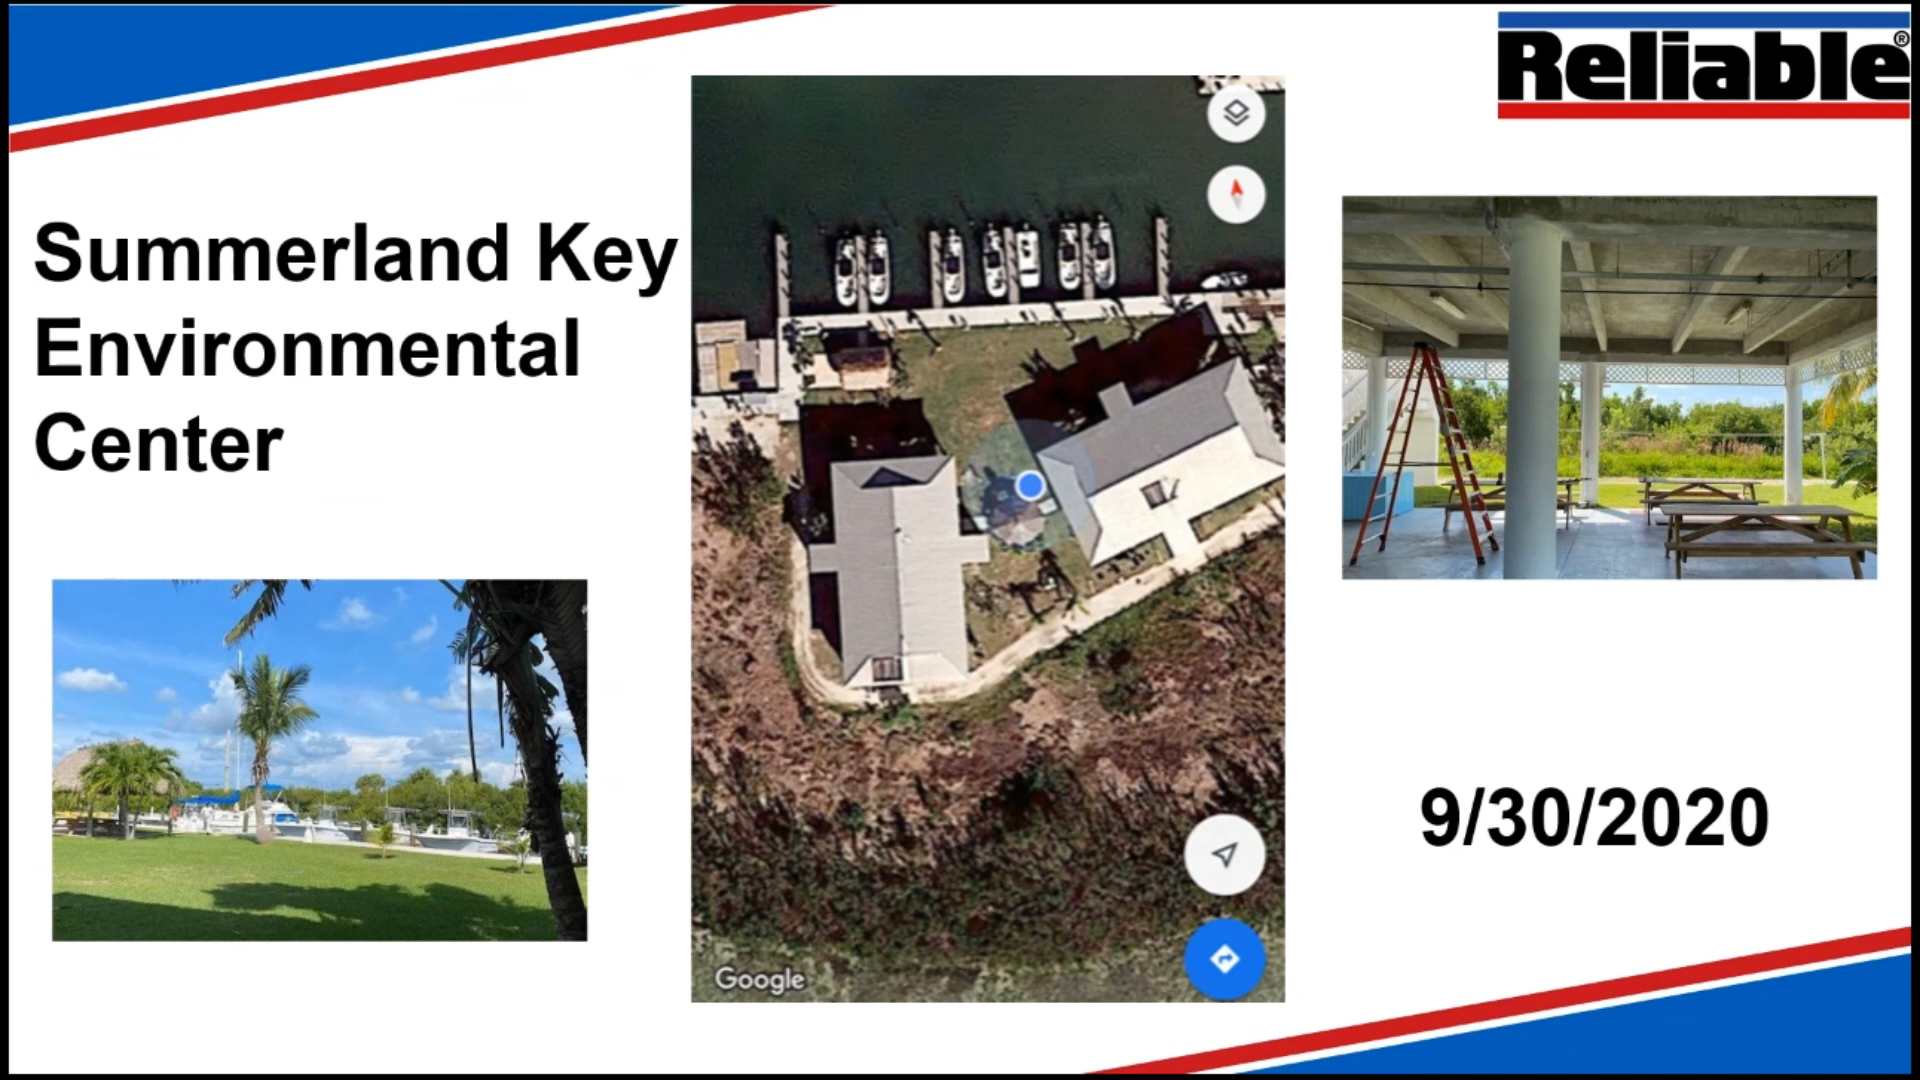 Reliable®
Summerland Key
Environmental
Center
9/30/2020
Google